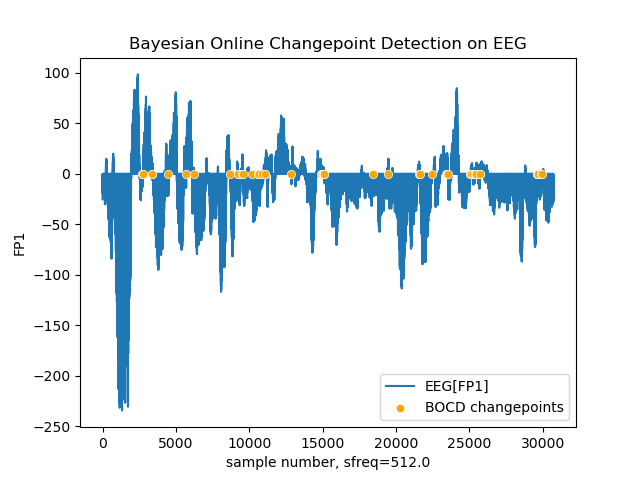 Bayesian Online Changepoint Detection on EEG
100
50
0
−50
−100
−150
−200
−250
FP1
EEG[FP1]
BOCD changepoints
0 5000 10000 15000 20000 25000 30000
sample number, sfreq=512.0